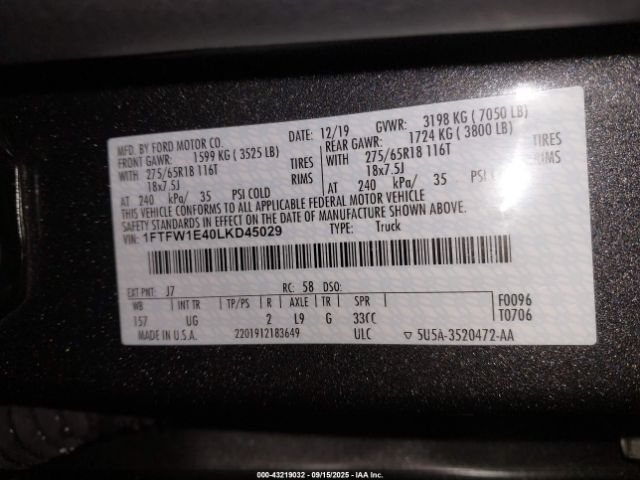 MFD. BY FORD MOTOR CO.
DATE: 12/19 GVWR: 3198 KG ( 7050 LB)
FRONT GAWR: 1599 KG ( 3525 LB)
REAR GAWR: 1724 KG ( 3800 LB)
WITH 275/65R18 116T TIRES
WITH 275/65R18 116T TIRES
18x7.5J RIMS
18x7.5J RIMS
AT 240 kPa/ 35 PSI COLD
AT 240 kPa/ 35 PSI COLD
THIS VEHICLE CONFORMS TO ALL APPLICABLE FEDERAL MOTOR VEHICLE
SAFETY STANDARDS IN EFFECT ON THE DATE OF MANUFACTURE SHOWN ABOVE.
VIN: 1FTFW1E40LKD45029 TYPE: Truck
EXT PNT: J7 RC: 58 DSO:
WB INT TR TP/PS R AXLE TR SPR F0096
157 UG 2 L9 G 33CC T0706
MADE IN U.S.A. 2201912183649 ULC ▽ 5U5A-3520472-AA
000-43219032 - 09/15/2025 - IAA Inc.